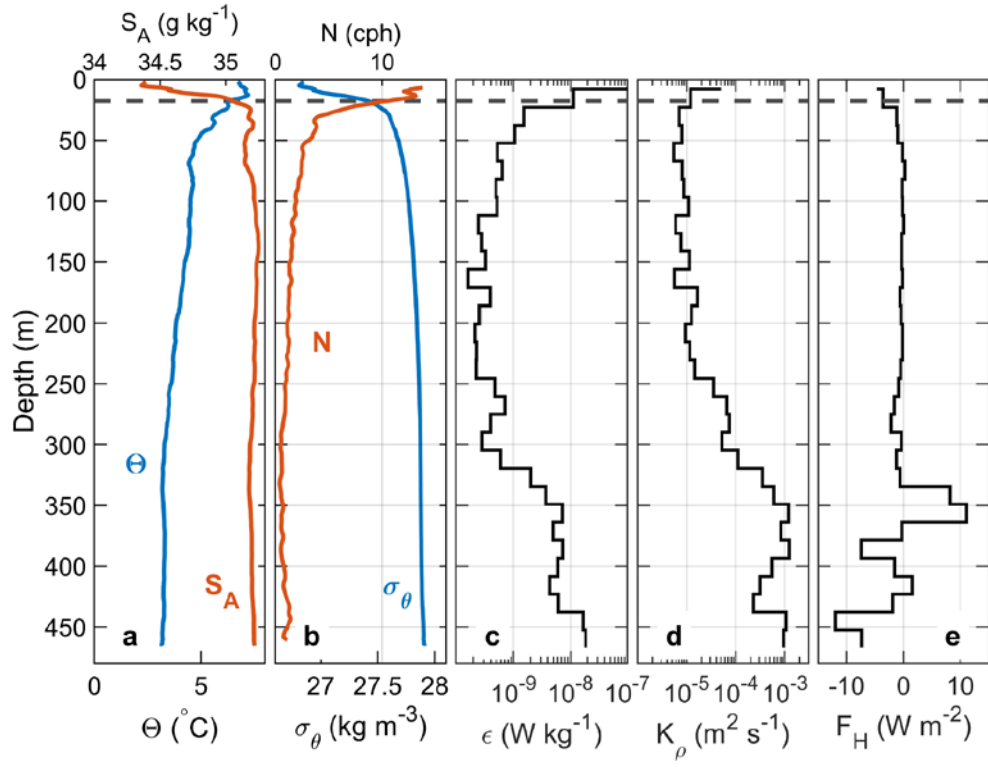 S_A (g kg⁻¹) N (cph)
34 34.5 35 0 10
0
50
100
150
200
250
300
350
400
450
Depth (m)
Θ
S_A
a
N
σ_θ
b
c
d
e
0 5 27 27.5 28 10⁻⁹ 10⁻⁸ 10⁻⁷ 10⁻⁵ 10⁻⁴ 10⁻³ -10 0 10
Θ (°C) σ_θ (kg m⁻³) ϵ (W kg⁻¹) K_ρ (m² s⁻¹) F_H (W m⁻²)